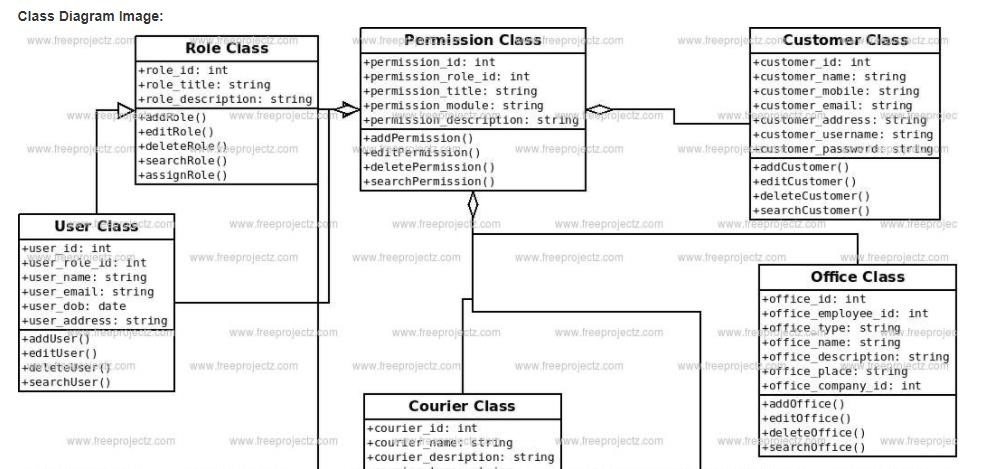 Class Diagram Image:
Role Class
+role_id: int
+role_title: string
+role_description: string
+addRole()
+editRole()
+deleteRole()
+searchRole()
+assignRole()
Permission Class
+permission_id: int
+permission_role_id: int
+permission_title: string
+permission_module: string
+permission_description: string
+addPermission()
+editPermission()
+deletePermission()
+searchPermission()
Customer Class
+customer_id: int
+customer_name: string
+customer_mobile: string
+customer_email: string
+customer_address: string
+customer_username: string
+customer_password: string
+addCustomer()
+editCustomer()
+deleteCustomer()
+searchCustomer()
User Class
+user_id: int
+user_role_id: int
+user_name: string
+user_email: string
+user_dob: date
+user_address: string
+addUser()
+editUser()
+deleteUser()
+searchUser()
Office Class
+office_id: int
+office_employee_id: int
+office_type: string
+office_name: string
+office_description: string
+office_place: string
+office_company_id: int
+addOffice()
+editOffice()
+deleteOffice()
+searchOffice()
Courier Class
+courier_id: int
+courier_name: string
+courier_desription: string
www.freeprojectz.com